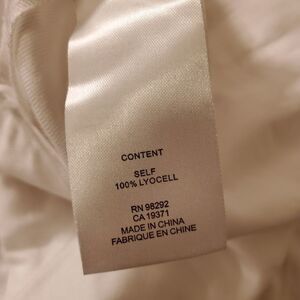 CONTENT
SELF
100% LYOCELL
RN 98292
CA 19371
MADE IN CHINA
FABRIQUE EN CHINE